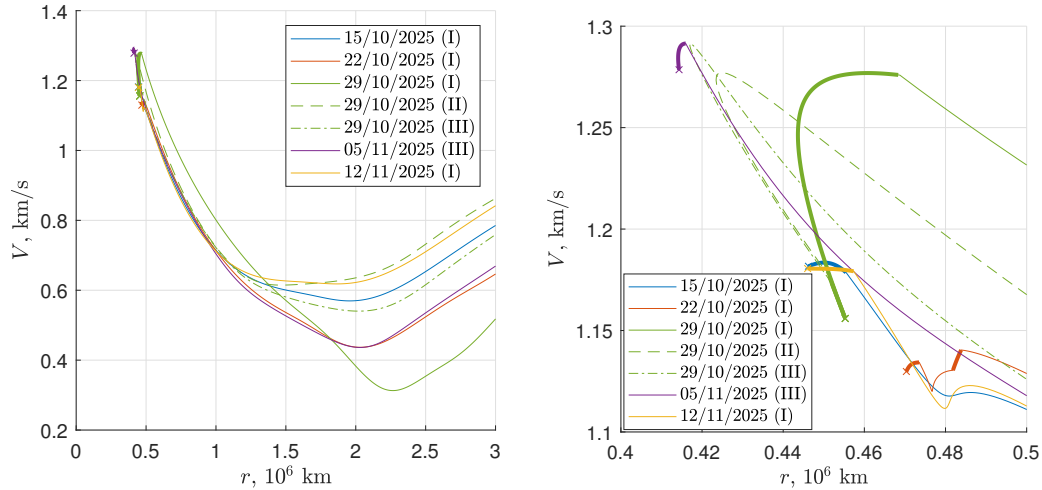 1.4
1.2
1
0.8
0.6
0.4
0.2
V, km/s
0
0.5
1
1.5
2
2.5
3
r, 10⁶ km
15/10/2025 (I)
22/10/2025 (I)
29/10/2025 (I)
29/10/2025 (II)
29/10/2025 (III)
05/11/2025 (III)
12/11/2025 (I)
1.3
1.25
1.2
1.15
1.1
V, km/s
0.4
0.42
0.44
0.46
0.48
0.5
r, 10⁶ km
15/10/2025 (I)
22/10/2025 (I)
29/10/2025 (I)
29/10/2025 (II)
29/10/2025 (III)
05/11/2025 (III)
12/11/2025 (I)